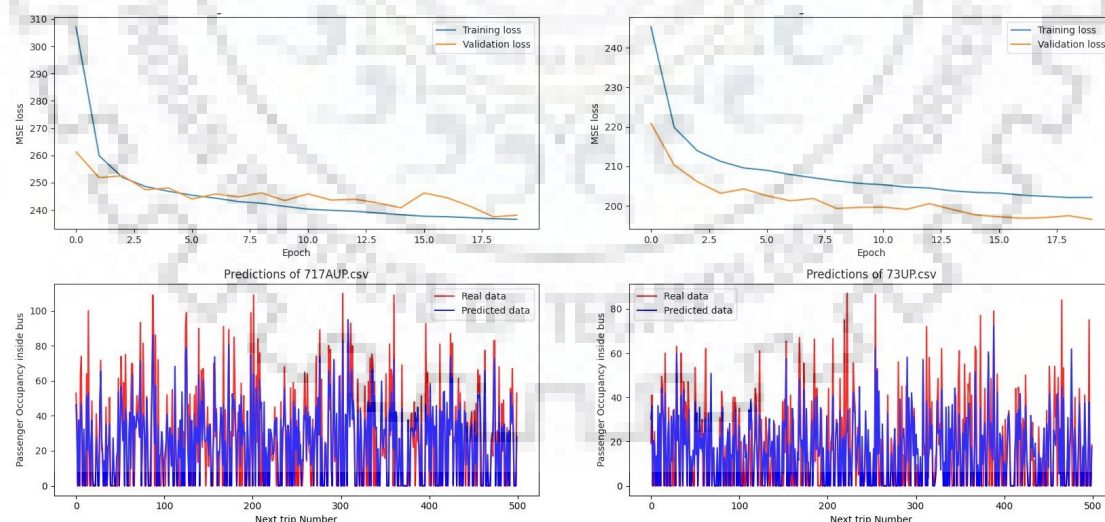 310
300
290
280
270
260
250
240
MSE loss
Training loss
Validation loss
0.0 2.5 5.0 7.5 10.0 12.5 15.0 17.5
Epoch
240
230
220
210
200
MSE loss
Training loss
Validation loss
0.0 2.5 5.0 7.5 10.0 12.5 15.0 17.5
Epoch
Predictions of 717AUP.csv
100
80
60
40
20
0
Passenger Occupancy inside bus
Real data
Predicted data
0 100 200 300 400 500
Next trip Number
Predictions of 73UP.csv
80
60
40
20
0
Passenger Occupancy inside bus
Real data
Predicted data
0 100 200 300 400 500
Next trip Number